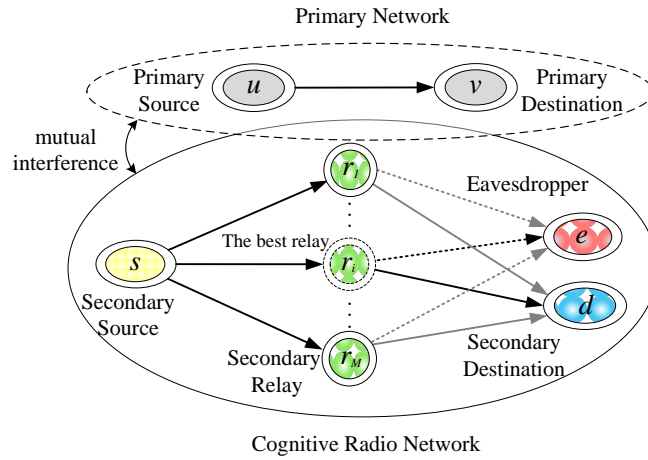 Primary Network
Primary
Source
u
v
Primary
Destination
mutual
interference
r1
Eavesdropper
The best relay
e
s
ri
d
Secondary
Source
Secondary
Relay
rM
Secondary
Destination
Cognitive Radio Network